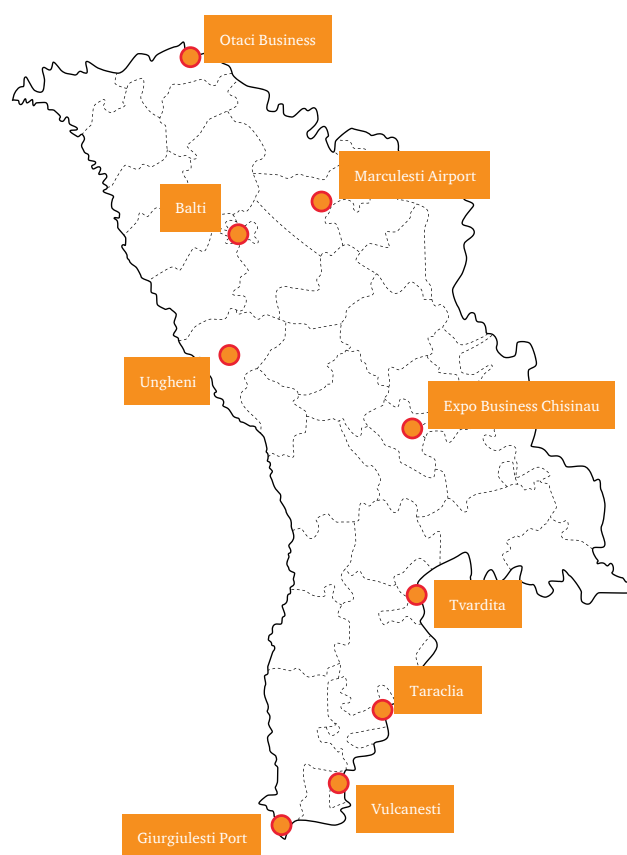 Otaci Business
Marculesti Airport
Balti
Ungheni
Expo Business Chisinau
Tvardita
Taraclia
Vulcanesti
Giurgiulesti Port